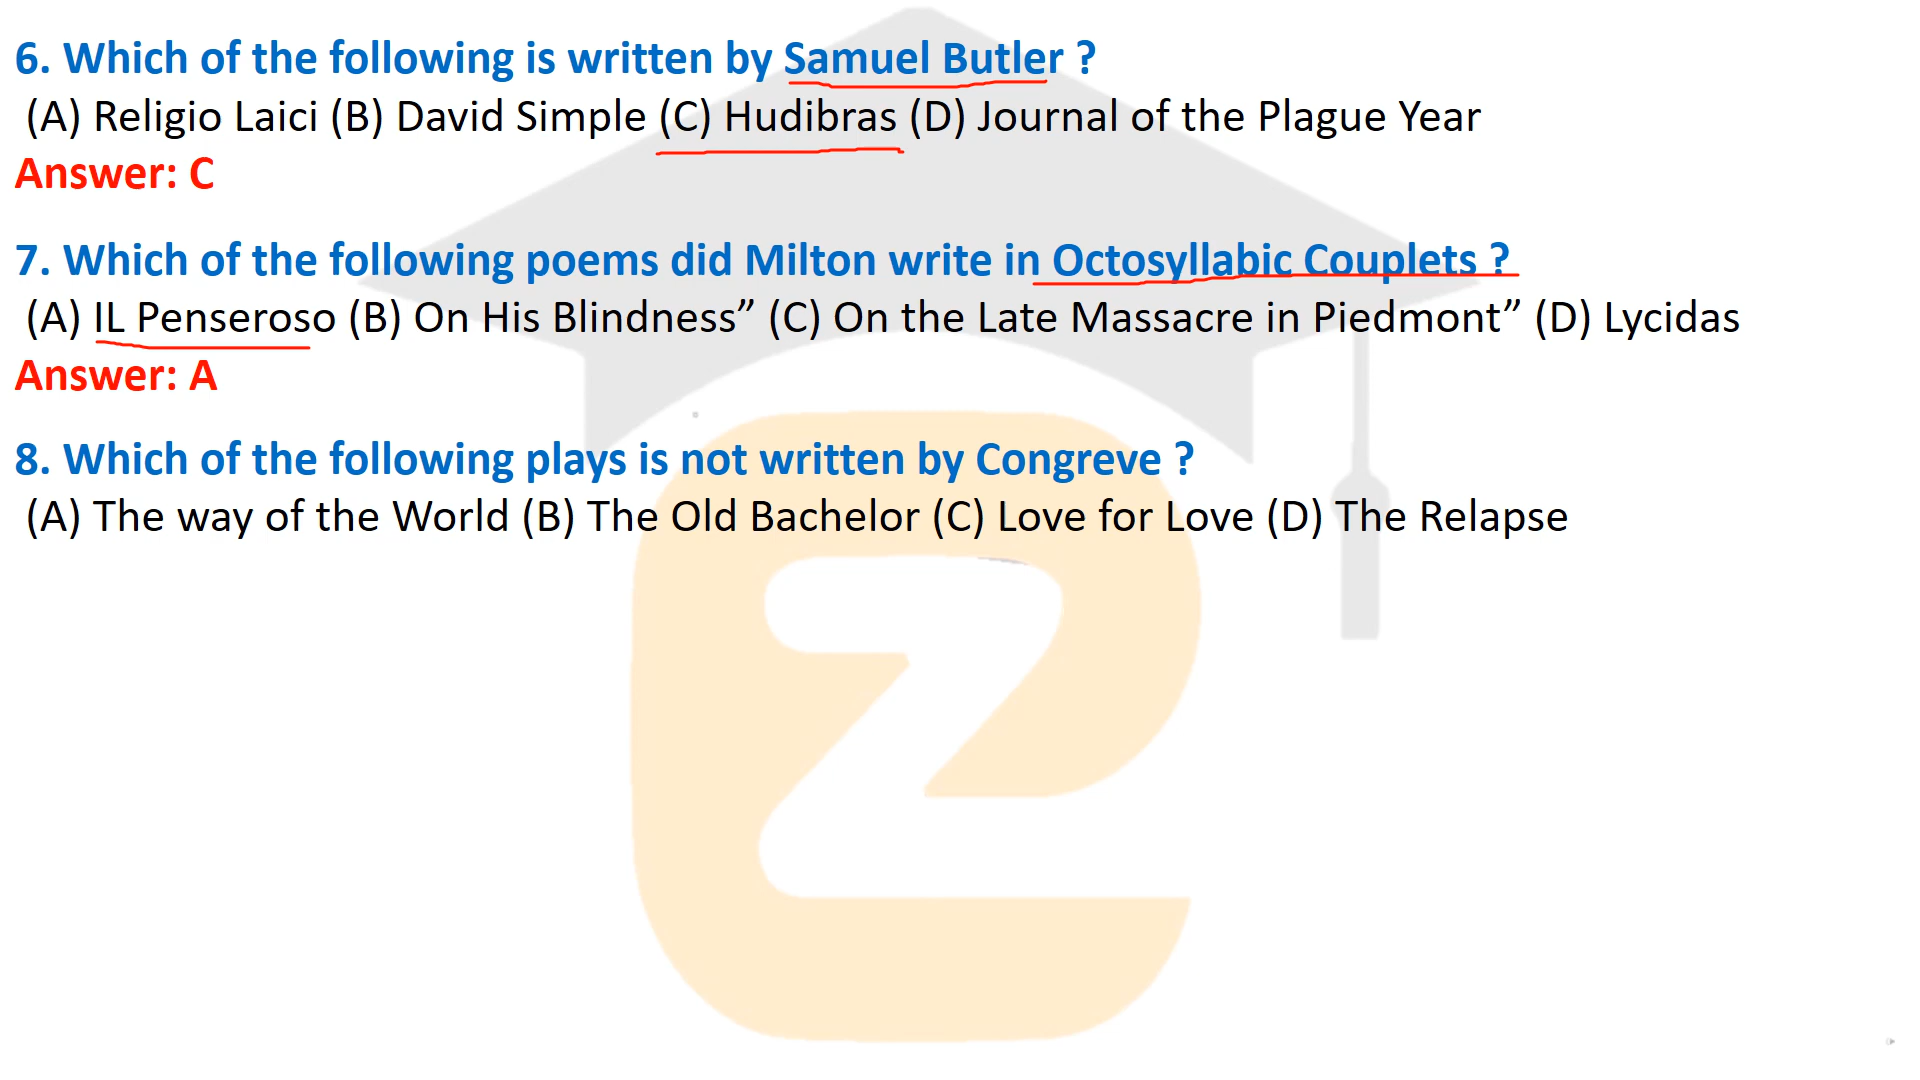 6. Which of the following is written by Samuel Butler ?
(A) Religio Laici (B) David Simple (C) Hudibras (D) Journal of the Plague Year
Answer: C
7. Which of the following poems did Milton write in Octosyllabic Couplets ?
(A) IL Penseroso (B) On His Blindness” (C) On the Late Massacre in Piedmont” (D) Lycidas
Answer: A
8. Which of the following plays is not written by Congreve ?
(A) The way of the World (B) The Old Bachelor (C) Love for Love (D) The Relapse